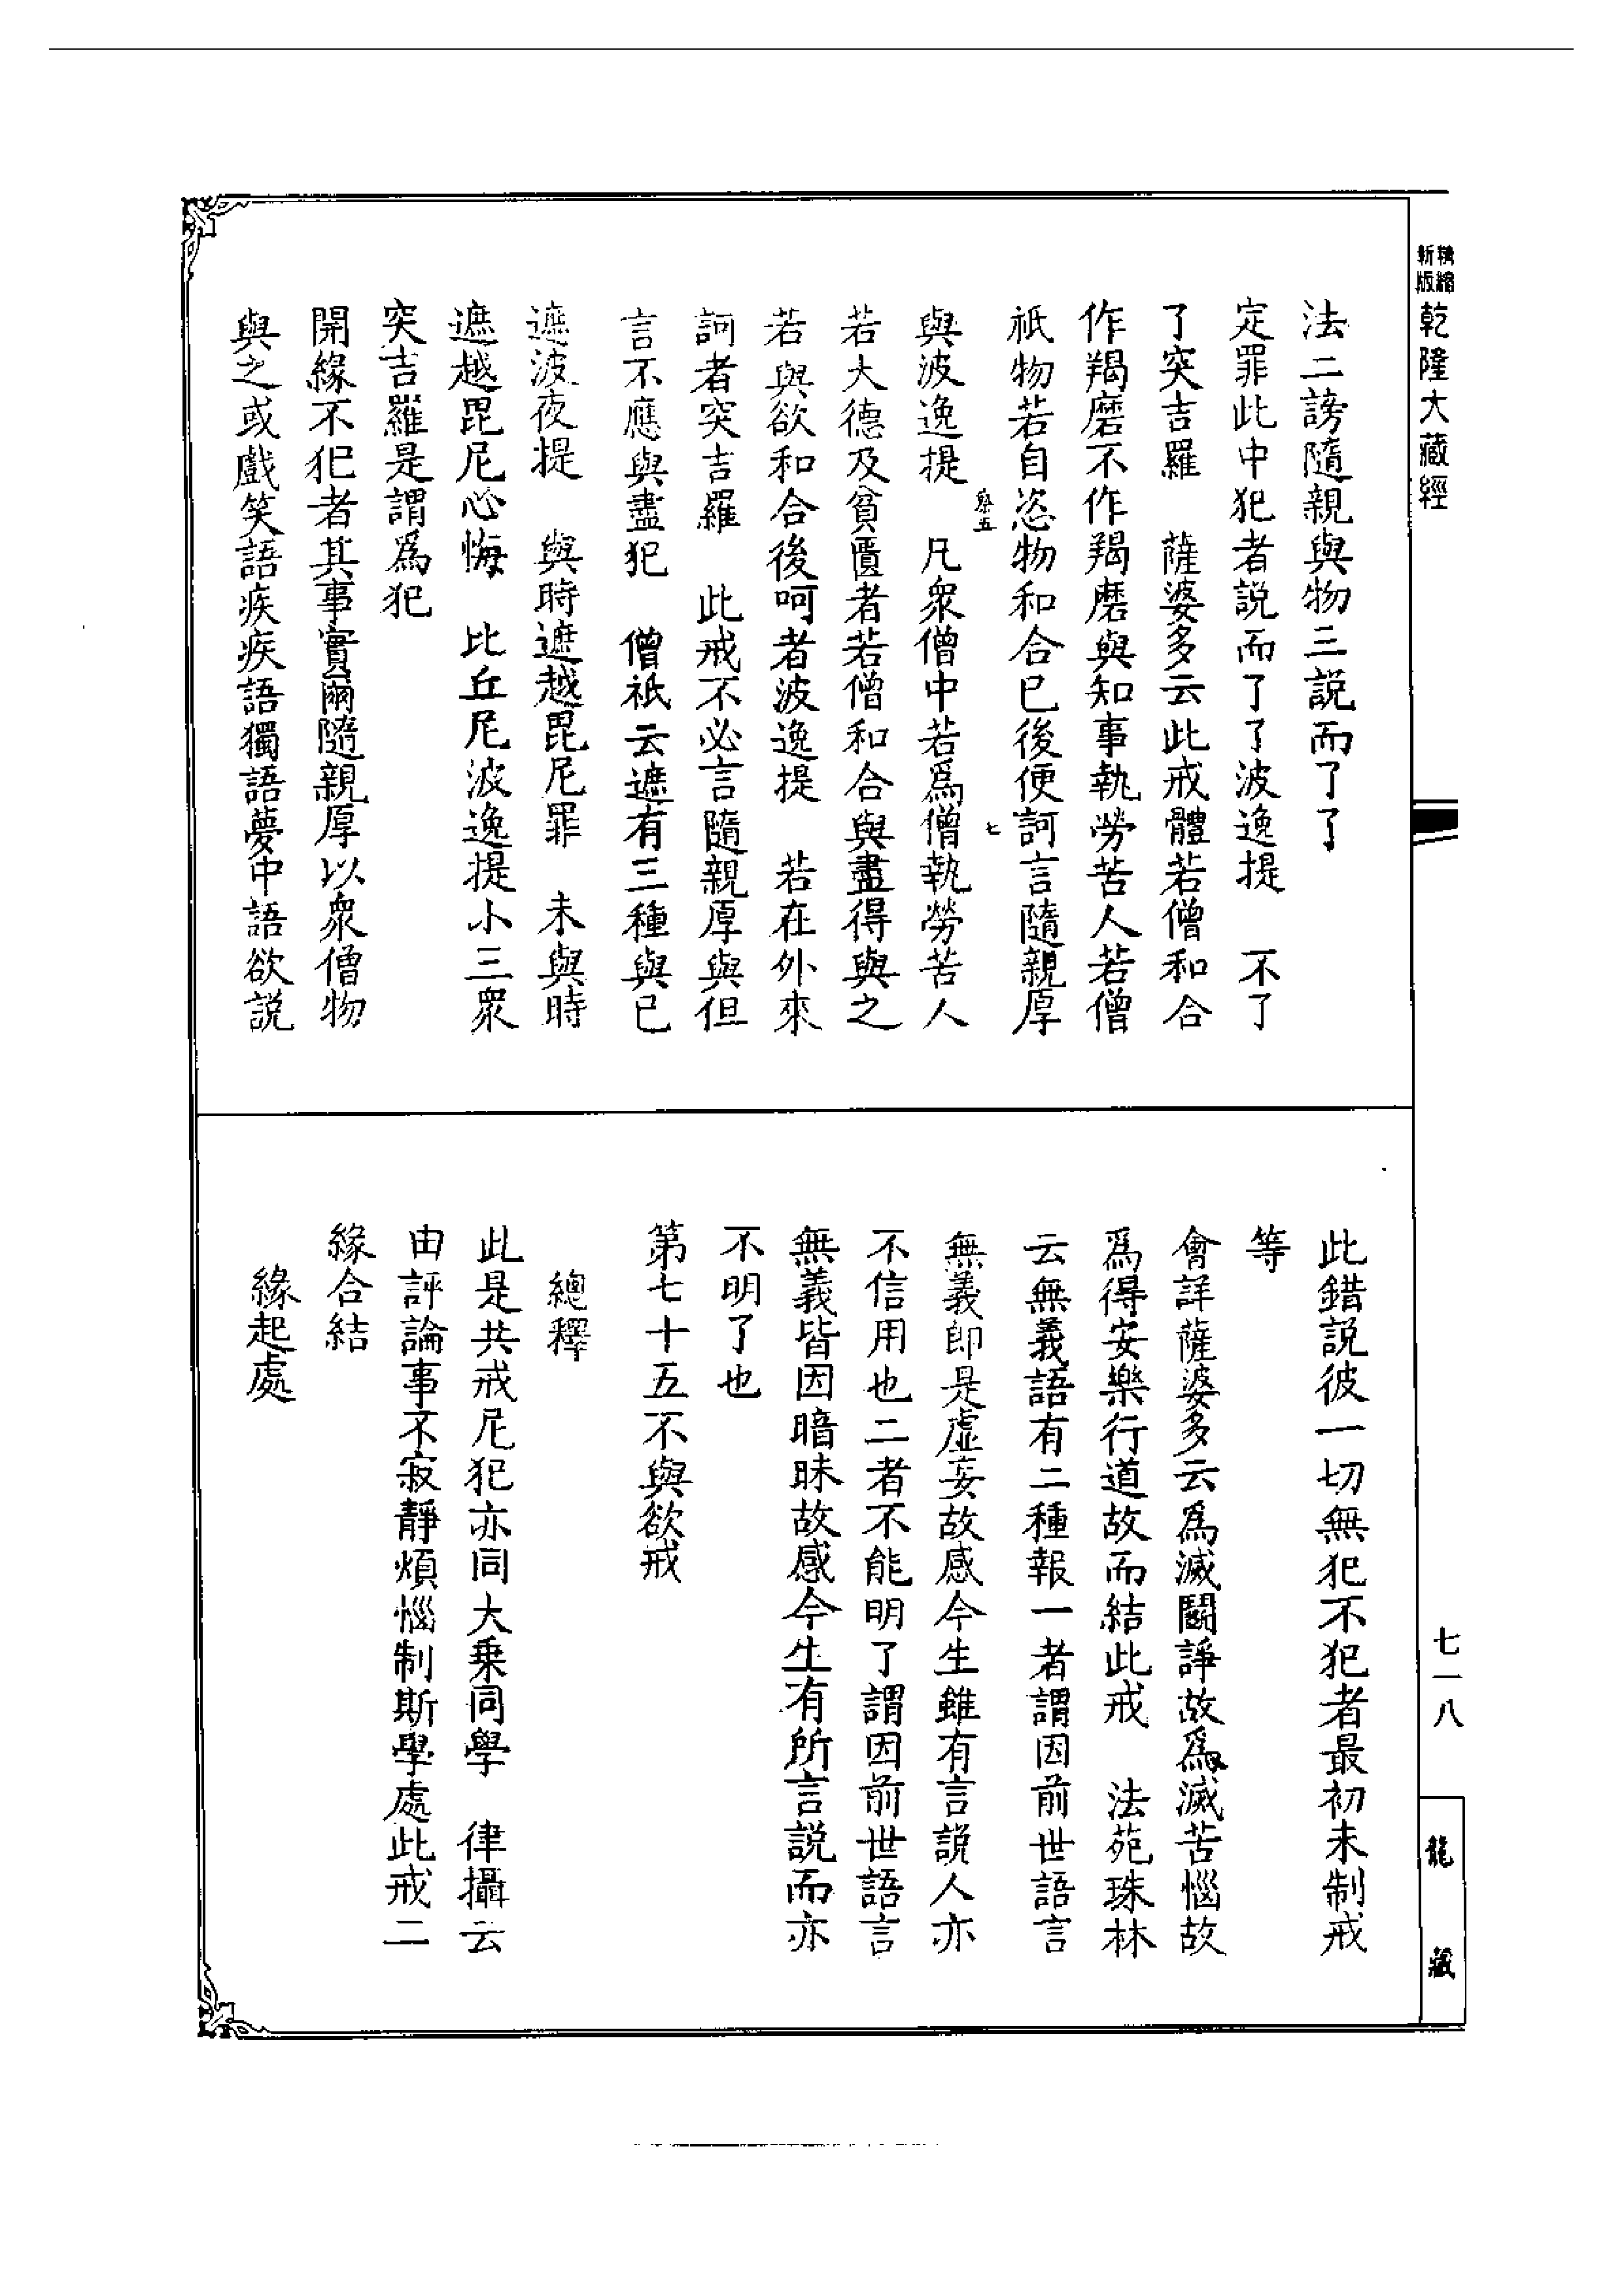 精縮新版
乾隆大藏經
法二謗隨親與物三説而了了
定罪此中犯者説而了了波逸提　不了
了突吉羅　薩婆多云此戒體若僧和合
作羯磨不作羯磨與知事執勞苦人若僧
祇物若自恣物和合已後便訶言隨親厚
七
與波逸提　凡衆僧中若爲僧執勞苦人
若大德及貧匱者若僧和合與盡得與之
若與欲和合後呵者波逸提　若在外來
訶者突吉羅　此戒不必言隨親厚與但
言不應與盡犯　僧祇云遮有三種與已
遮波夜提　與時遮越毘尼罪　未與時
遮越毘尼心悔　比丘尼波逸提小三衆
突吉羅是謂爲犯
開緣不犯者其事實爾隨親厚以衆僧物
與之或戲笑語疾疾語獨語夢中語欲説
此錯説彼一切無犯不犯者最初未制戒
等
會詳薩婆多云爲滅鬬諍故爲滅苦惱故
爲得安樂行道故而結此戒　法苑珠林
云無義語有二種報一者謂因前世語言
無義即是虚妄故感今生雖有言説人亦
不信用也二者不能明了謂因前世語言
無義皆因暗昧故感今生有所言説而亦
不明了也
第七十五不與欲戒
總釋
此是共戒尼犯亦同大乘同學　律攝云
由評論事不寂靜煩惱制斯學處此戒二
緣合結
緣起處
七一八
龍藏